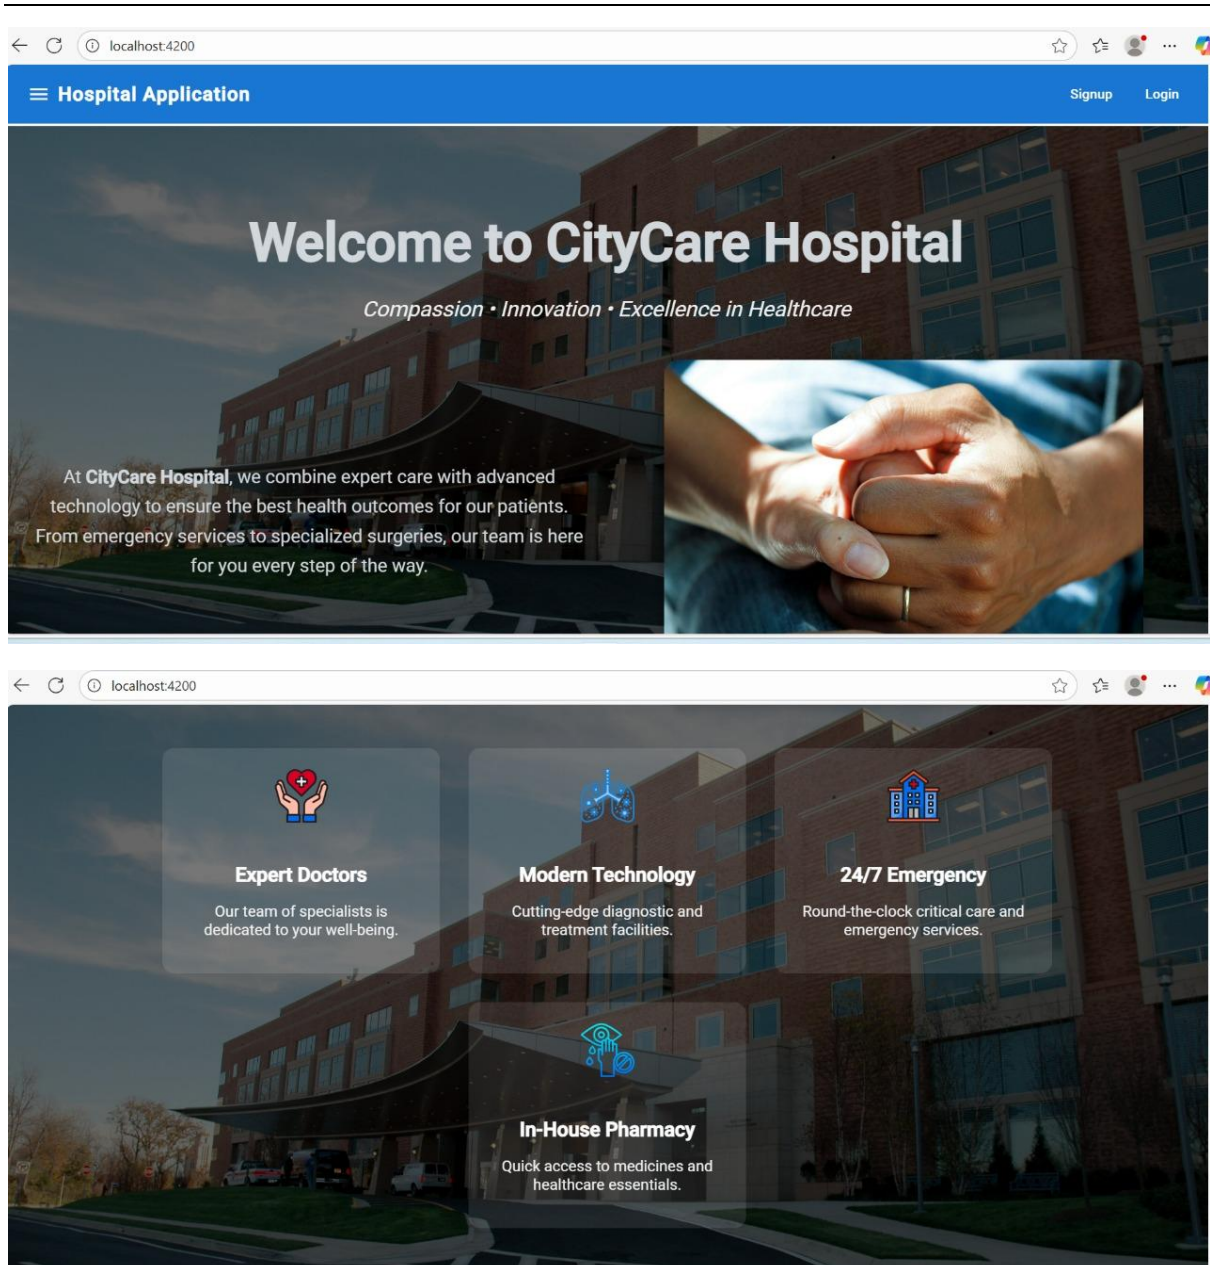 localhost:4200
Hospital Application
Signup Login
Welcome to CityCare Hospital
Compassion • Innovation • Excellence in Healthcare
At CityCare Hospital, we combine expert care with advanced
technology to ensure the best health outcomes for our patients.
From emergency services to specialized surgeries, our team is here
for you every step of the way.
localhost:4200
Expert Doctors
Our team of specialists is
dedicated to your well-being.
Modern Technology
Cutting-edge diagnostic and
treatment facilities.
24/7 Emergency
Round-the-clock critical care and
emergency services.
In-House Pharmacy
Quick access to medicines and
healthcare essentials.